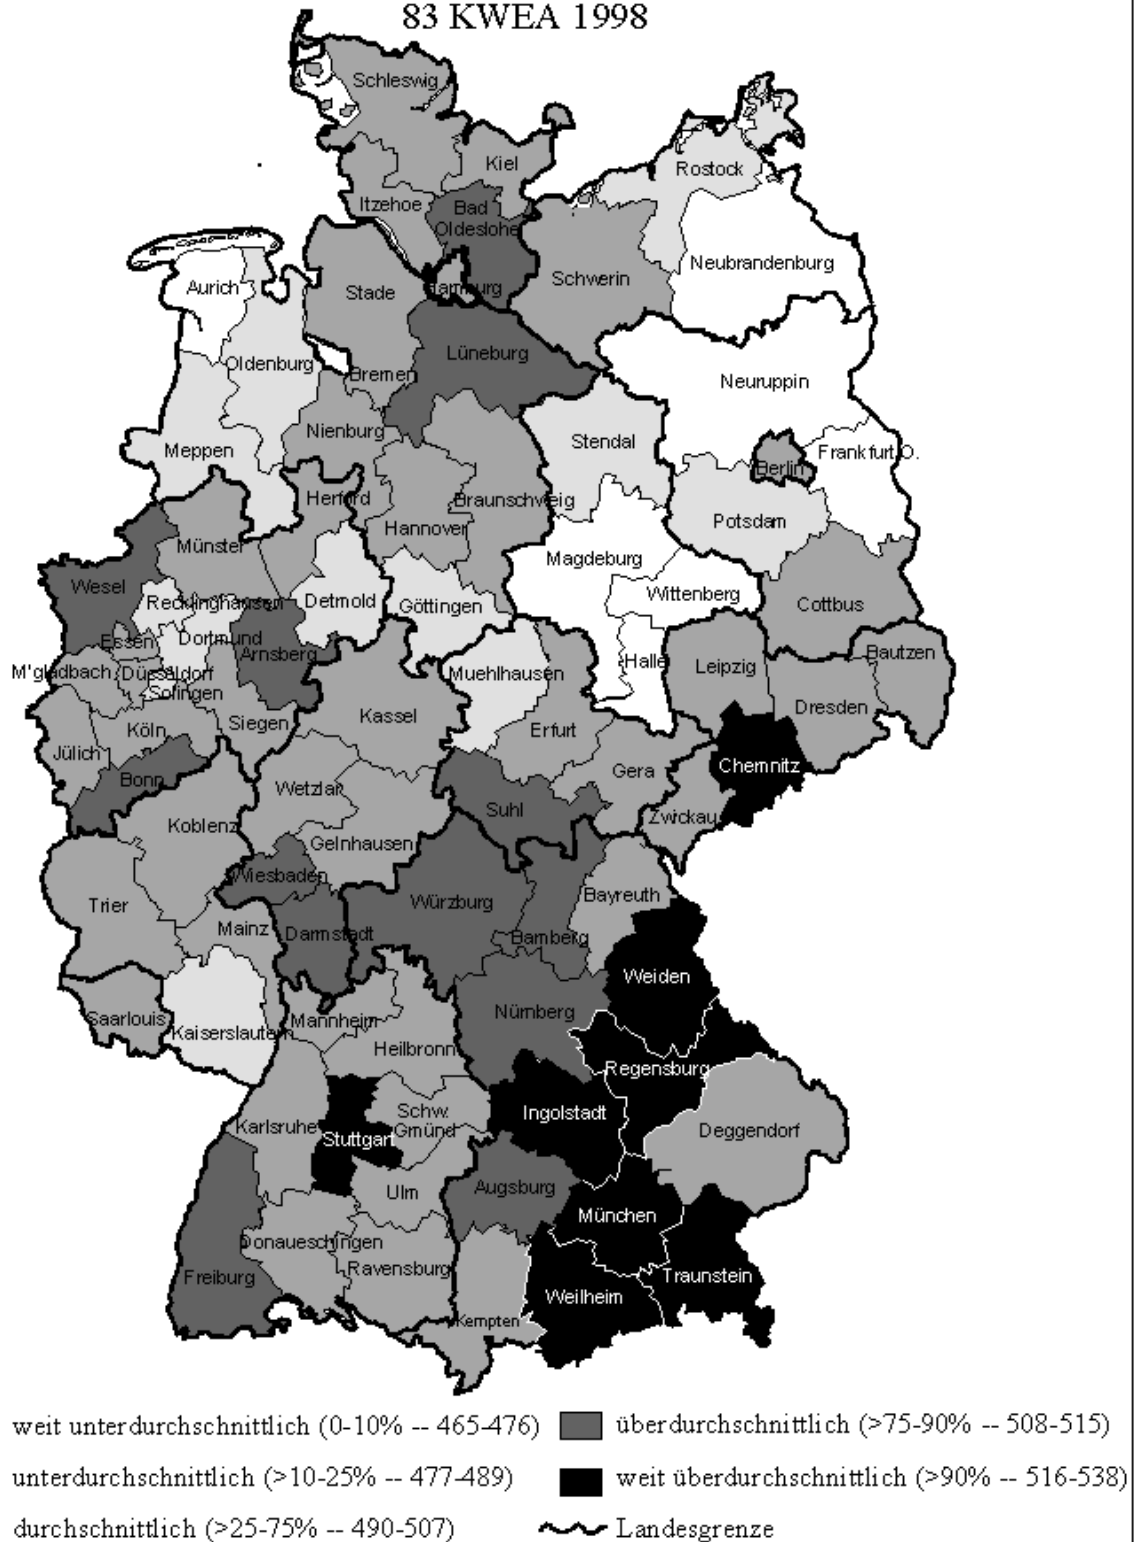 83 KWEA 1998
Schleswig
Kiel
Rostock
Itzehoe
Bad
Oldeslohe
Neubrandenburg
Schwerin
Aurich
Stade
Hamburg
Lüneburg
Oldenburg
Bremen
Neuruppin
Nienburg
Stendal
Meppen
Frankfurt O.
Berlin
Herford
Braunschweig
Hannover
Potsdam
Münster
Magdeburg
Wesel
Wittenberg
Recklinghausen
Detmold
Göttingen
Cottbus
Essen
Dortmund
Arnsberg
Bautzen
Halle
Leipzig
M'gladbach
Düsseldorf
Muehlhausen
Solingen
Dresden
Kassel
Siegen
Köln
Erfurt
Jülich
Chemnitz
Gera
Bonn
Wetzlar
Suhl
Zwickau
Koblenz
Gelnhausen
Wiesbaden
Bayreuth
Würzburg
Trier
Mainz
Darmstadt
Bamberg
Weiden
Nürnberg
Saarlouis
Mannheim
Kaiserslautern
Heilbronn
Regensburg
Schw.
Gmünd
Ingolstadt
Karlsruhe
Stuttgart
Deggendorf
Augsburg
Ulm
München
Donaueschingen
Ravensburg
Freiburg
Traunstein
Weilheim
Kempten
weit unterdurchschnittlich (0-10% -- 465-476)
überdurchschnittlich (>75-90% -- 508-515)
unterdurchschnittlich (>10-25% -- 477-489)
weit überdurchschnittlich (>90% -- 516-538)
durchschnittlich (>25-75% -- 490-507)
Landesgrenze